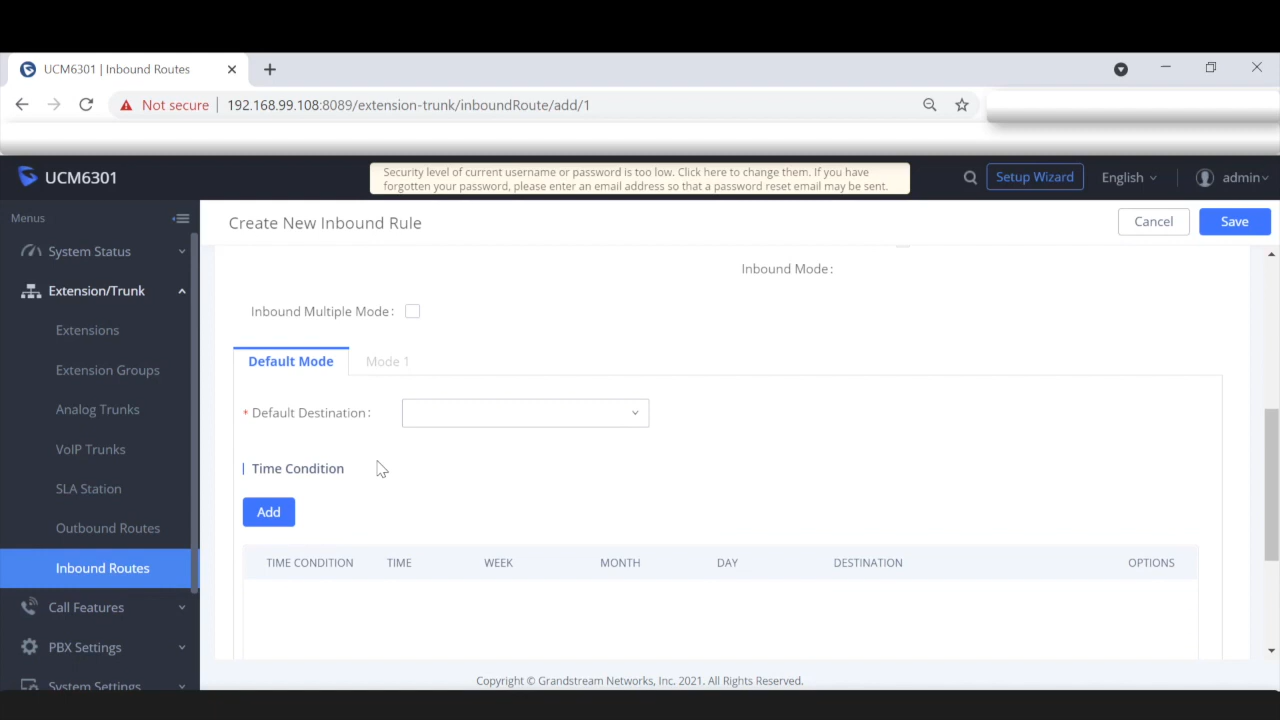 UCM6301 | Inbound Routes
Not secure 192.168.99.108:8089/extension-trunk/inboundRoute/add/1
UCM6301
Security level of current username or password is too low. Click here to change them. If you have
forgotten your password, please enter an email address so that a password reset email may be sent.
Setup Wizard
English
admin
Menus
System Status
Extension/Trunk
Extensions
Extension Groups
Analog Trunks
VoIP Trunks
SLA Station
Outbound Routes
Inbound Routes
Call Features
PBX Settings
System Settings
Create New Inbound Rule
Cancel
Save
Inbound Mode:
Inbound Multiple Mode:
Default Mode
Mode 1
* Default Destination:
Time Condition
Add
TIME CONDITION TIME WEEK MONTH DAY DESTINATION OPTIONS
Copyright © Grandstream Networks, Inc. 2021. All Rights Reserved.